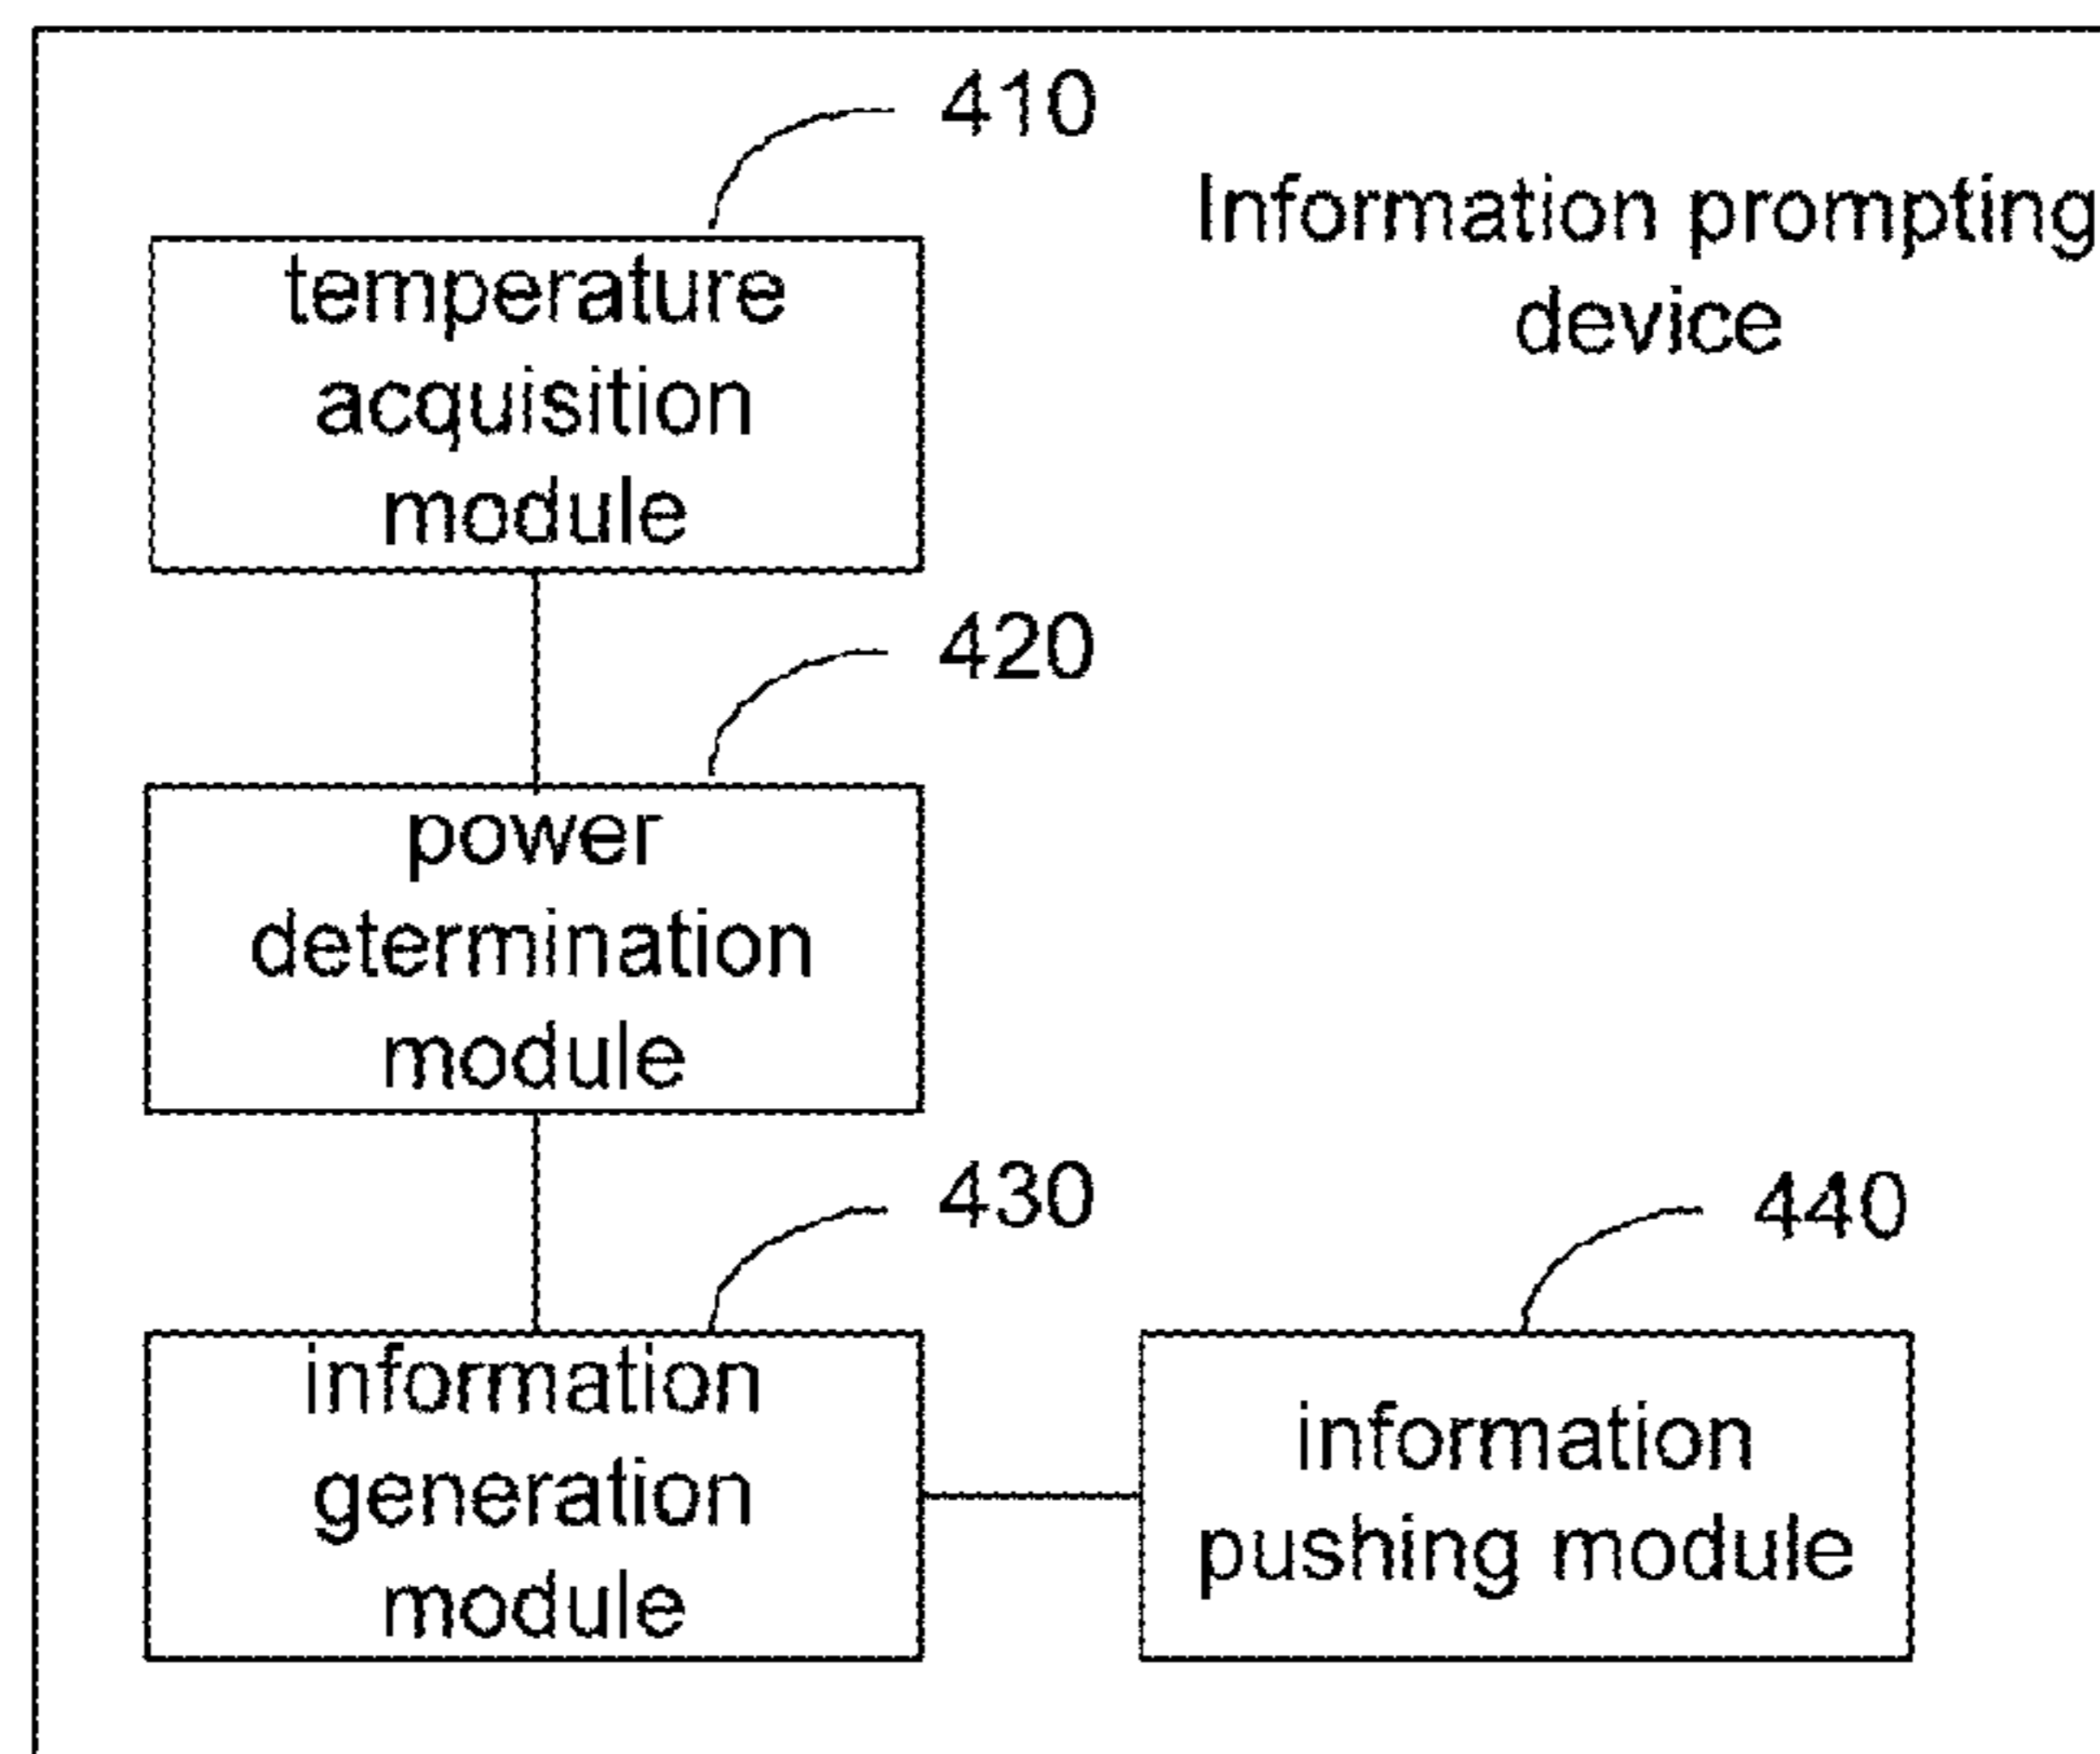 410
Information prompting
device
temperature
acquisition
module
420
power
determination
module
430
440
information
generation
module
information
pushing module